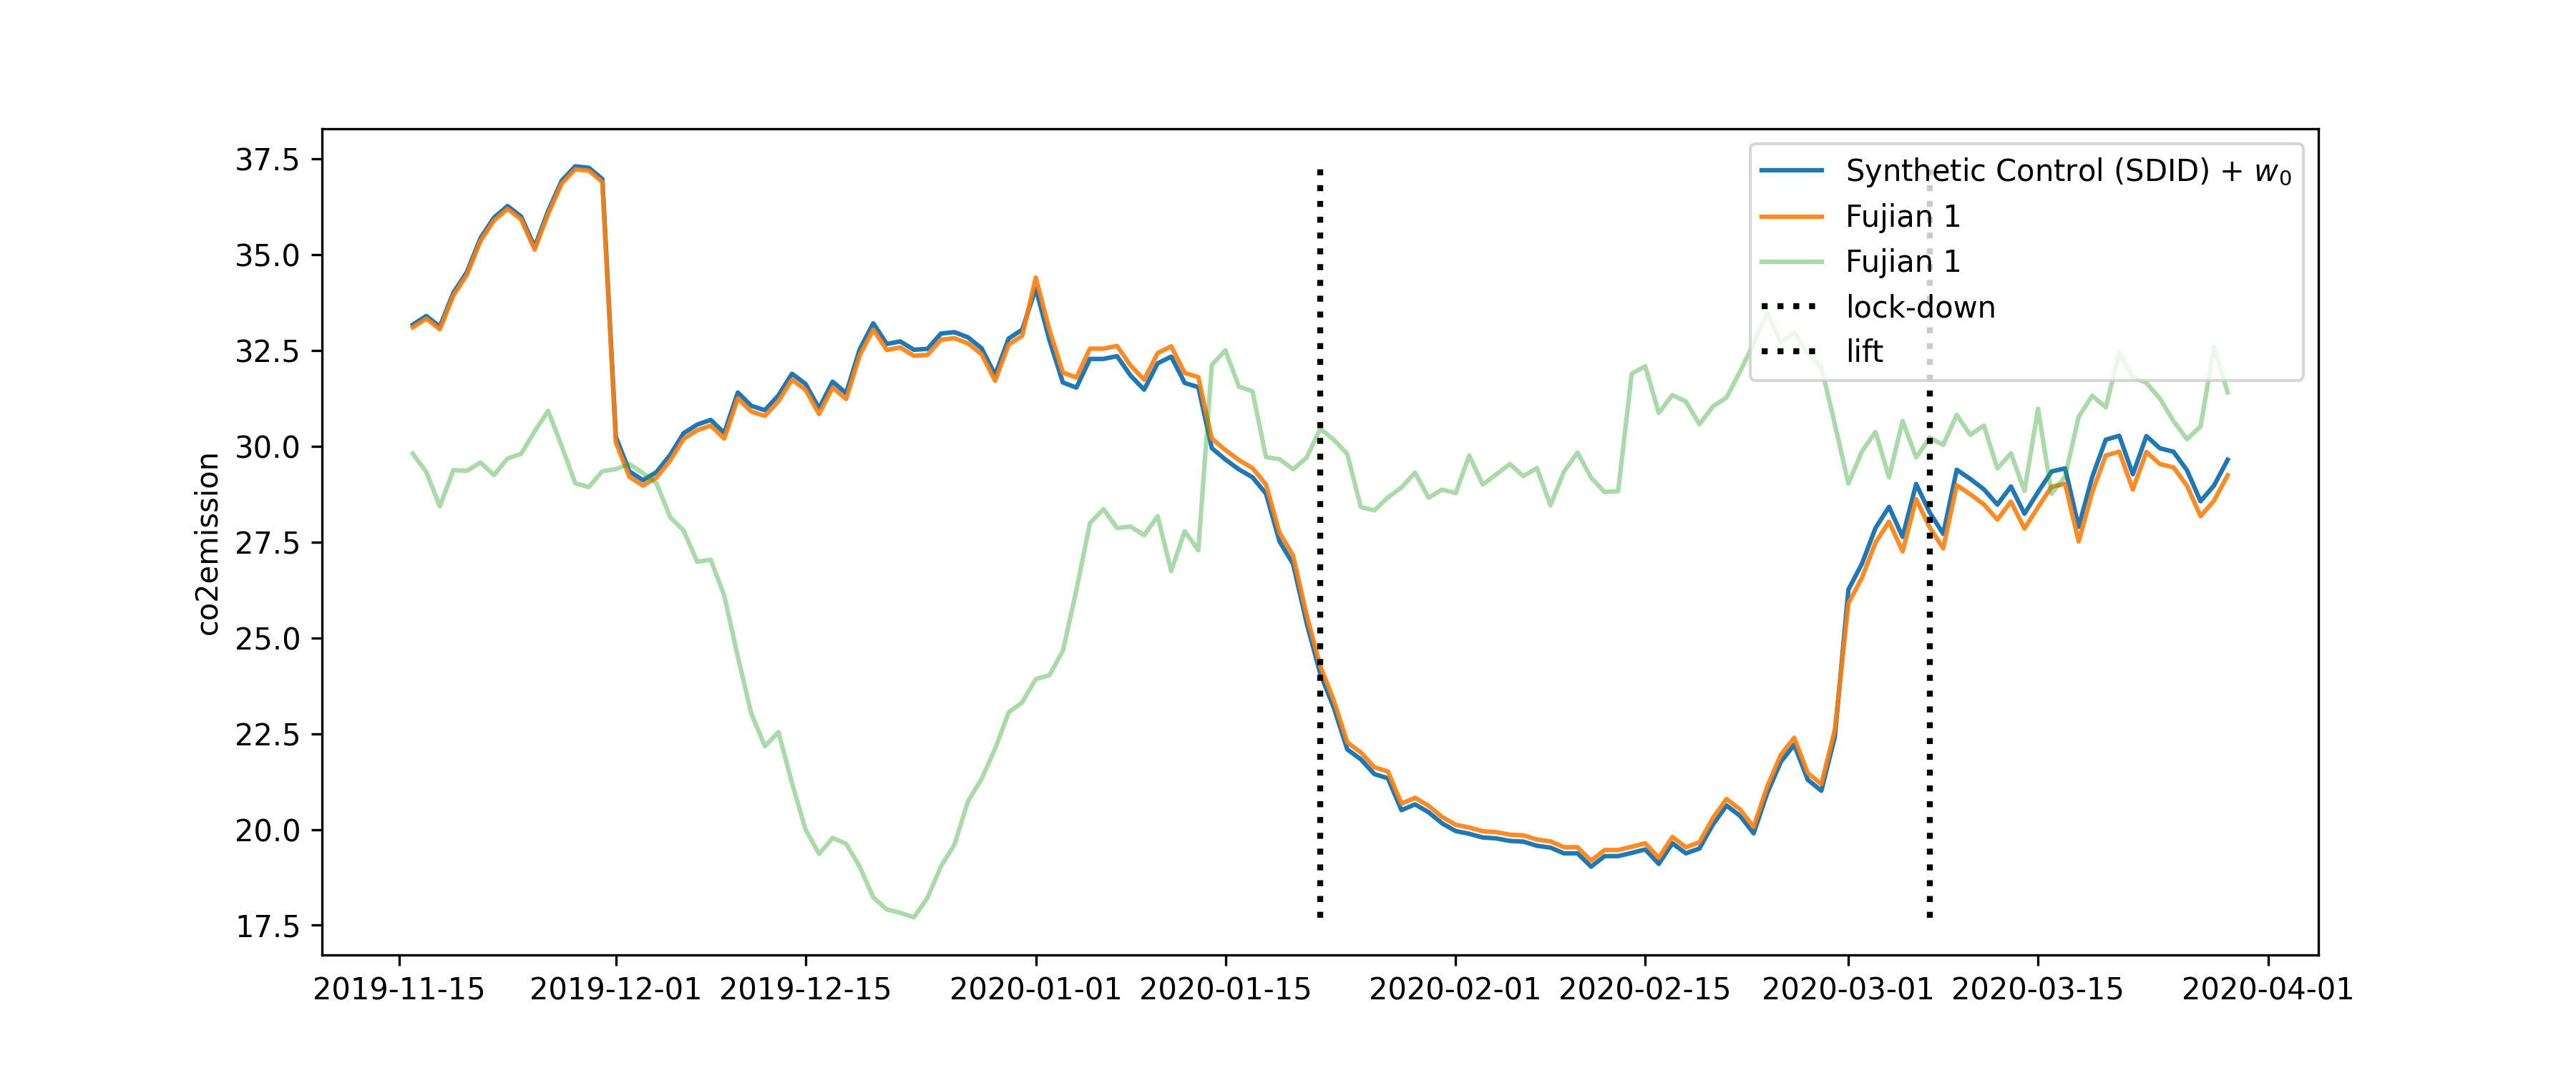 37.5
35.0
32.5
30.0
27.5
25.0
22.5
20.0
17.5
co2emission
Synthetic Control (SDID) + w₀
Fujian 1
Fujian 1
lock-down
lift
2019-11-15 2019-12-01 2019-12-15 2020-01-01 2020-01-15 2020-02-01 2020-02-15 2020-03-01 2020-03-15 2020-04-01